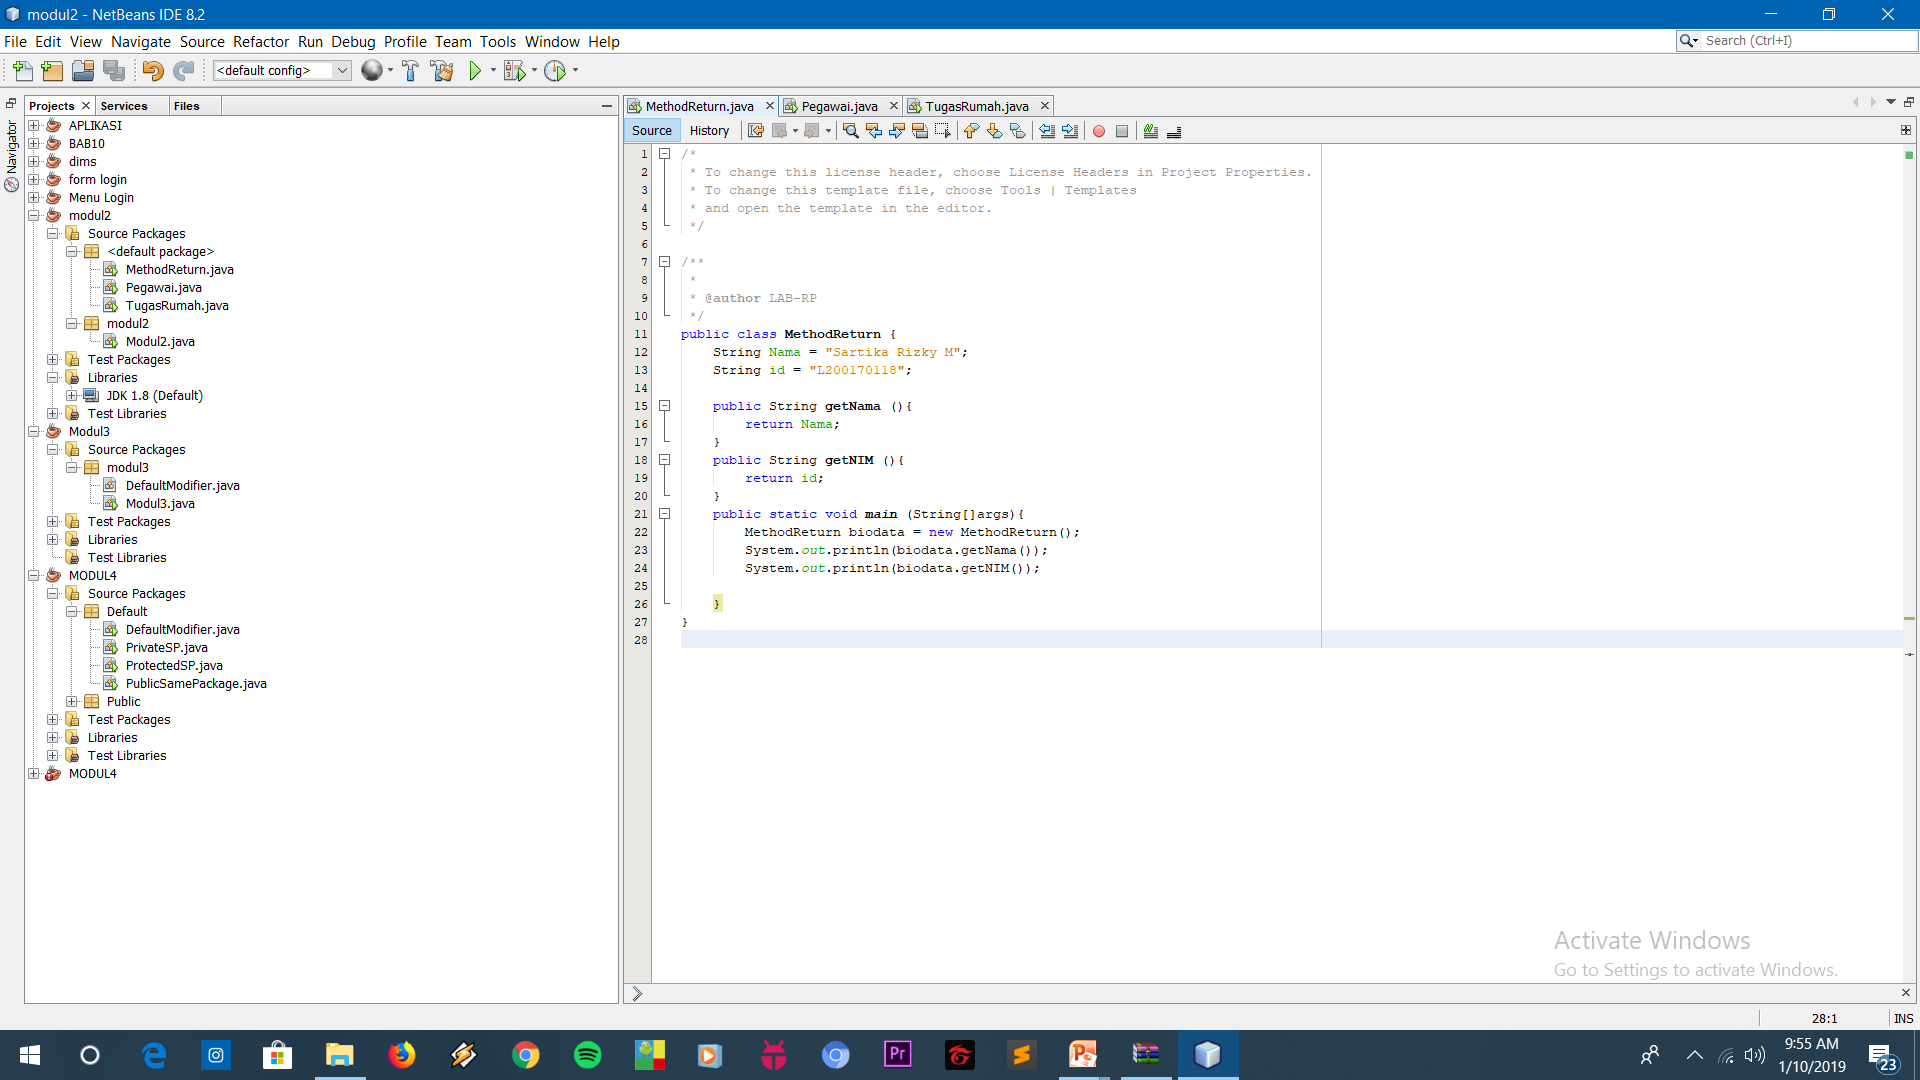 modul2 - NetBeans IDE 8.2
File Edit View Navigate Source Refactor Run Debug Profile Team Tools Window Help
Search (Ctrl+I)
<default config>
Projects Services Files
Navigator
APLIKASI
BAB10
dims
form login
Menu Login
modul2
Source Packages
<default package>
MethodReturn.java
Pegawai.java
TugasRumah.java
modul2
Modul2.java
Test Packages
Libraries
JDK 1.8 (Default)
Test Libraries
Modul3
Source Packages
modul3
DefaultModifier.java
Modul3.java
Test Packages
Libraries
Test Libraries
MODUL4
Source Packages
Default
DefaultModifier.java
PrivateSP.java
ProtectedSP.java
PublicSamePackage.java
Public
Test Packages
Libraries
Test Libraries
MODUL4
MethodReturn.java Pegawai.java TugasRumah.java
Source History
1 /*
2 * To change this license header, choose License Headers in Project Properties.
3 * To change this template file, choose Tools | Templates
4 * and open the template in the editor.
5 */
6
7 /**
8 *
9 * @author LAB-RP
10 */
11 public class MethodReturn {
12 String Nama = "Sartika Rizky M";
13 String id = "L200170118";
14
15 public String getNama (){
16 return Nama;
17 }
18 public String getNIM (){
19 return id;
20 }
21 public static void main (String[]args){
22 MethodReturn biodata = new MethodReturn();
23 System.out.println(biodata.getNama());
24 System.out.println(biodata.getNIM());
25
26 }
27 }
28
Activate Windows
Go to Settings to activate Windows.
28:1 INS
Pr
9:55 AM
1/10/2019
23